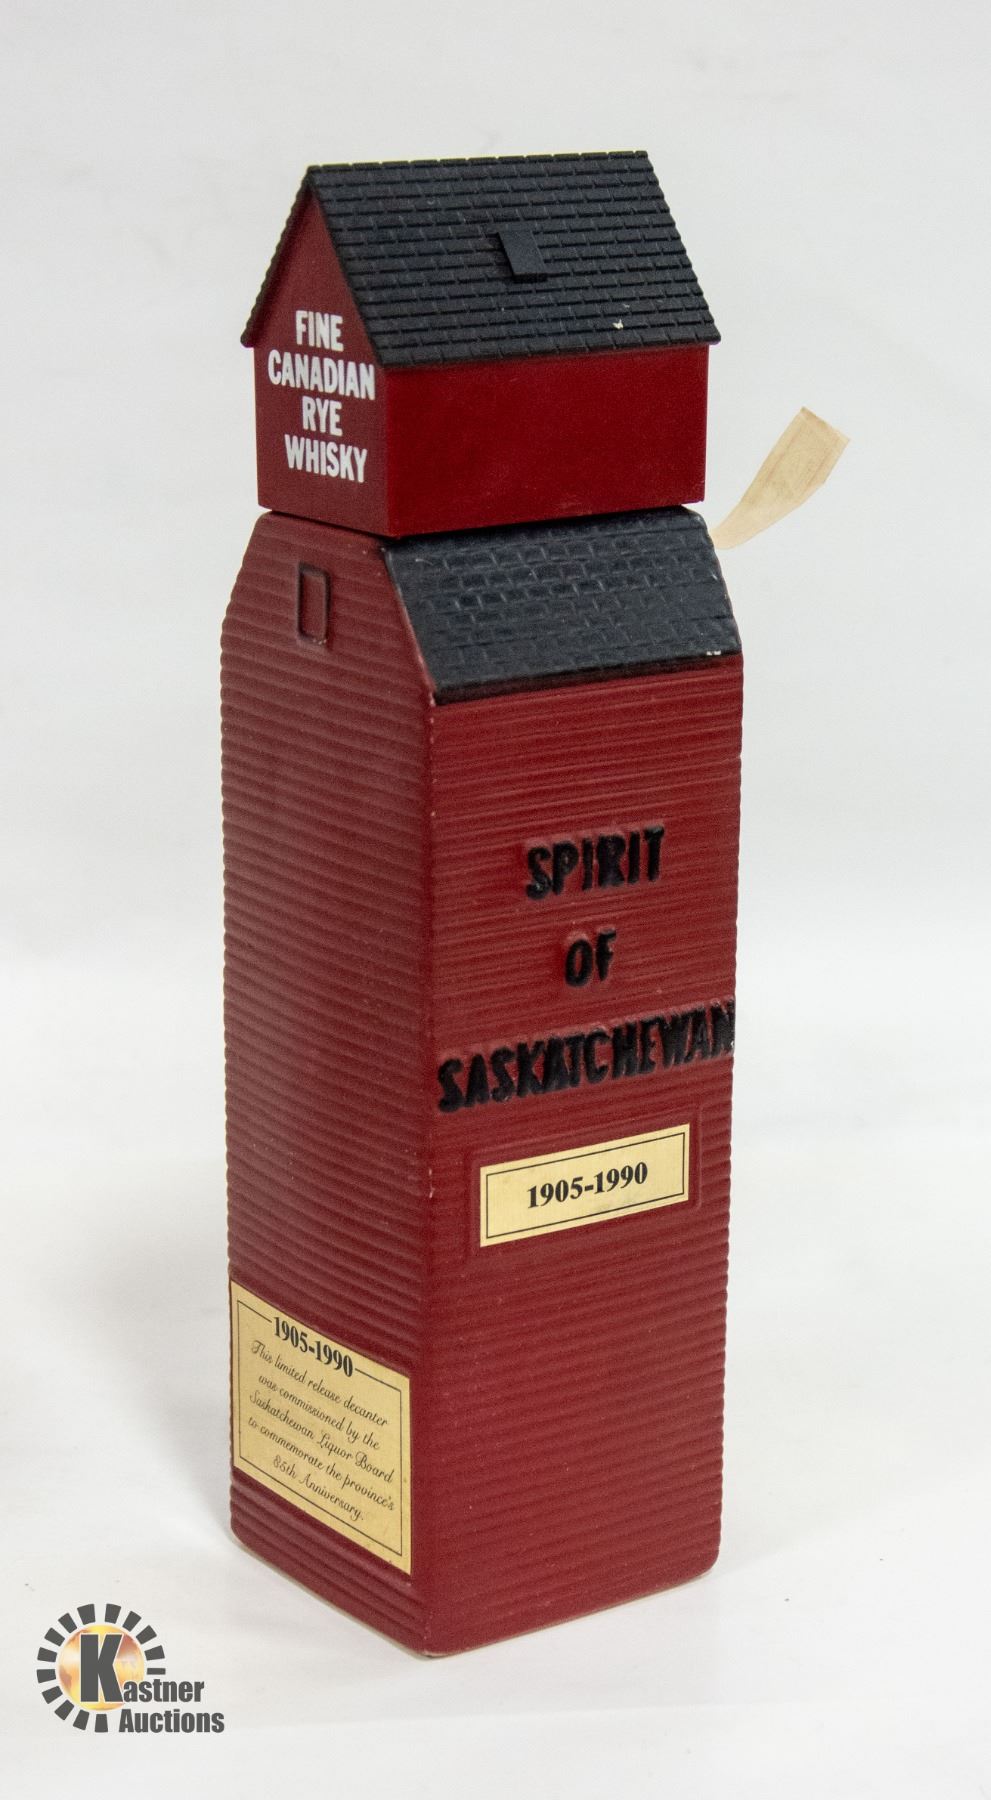 FINE
CANADIAN
RYE
WHISKY
SPIRIT
OF
SASKATCHEWAN
1905-1990
1905-1990
This limited release decanter
was commissioned by the
Saskatchewan Liquor Board
to commemorate the province's
85th Anniversary.
Kastner
Auctions